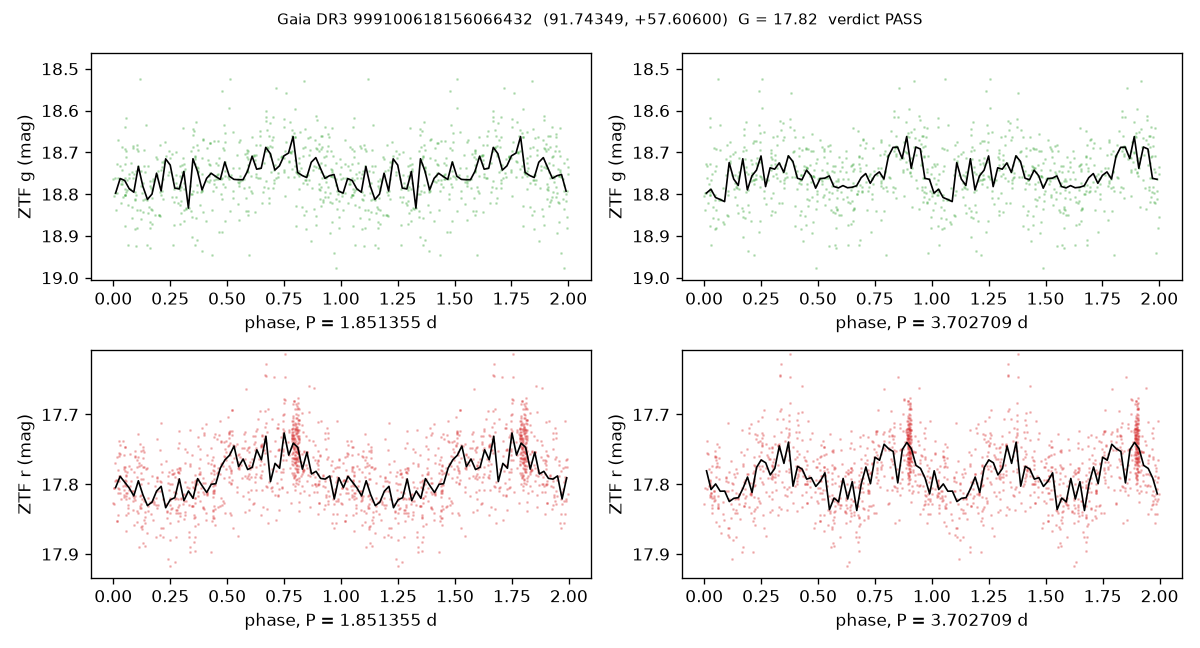 Gaia DR3 999100618156066432  (91.74349, +57.60600)  G = 17.82  verdict PASS
ZTF g (mag)
18.5
18.6
18.7
18.8
18.9
19.0
0.00 0.25 0.50 0.75 1.00 1.25 1.50 1.75 2.00
phase, P = 1.851355 d
ZTF g (mag)
18.5
18.6
18.7
18.8
18.9
19.0
0.00 0.25 0.50 0.75 1.00 1.25 1.50 1.75 2.00
phase, P = 3.702709 d
ZTF r (mag)
17.7
17.8
17.9
0.00 0.25 0.50 0.75 1.00 1.25 1.50 1.75 2.00
phase, P = 1.851355 d
ZTF r (mag)
17.7
17.8
17.9
0.00 0.25 0.50 0.75 1.00 1.25 1.50 1.75 2.00
phase, P = 3.702709 d